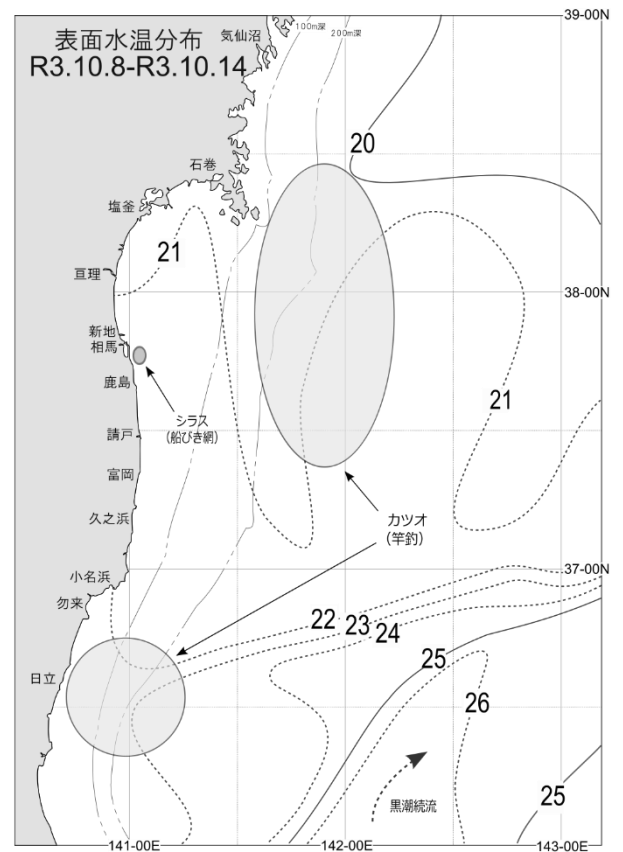 表面水温分布
R3.10.8-R3.10.14
気仙沼
100m深
200m深
39-00N
20
石巻
塩釜
21
亘理
38-00N
新地
相馬
鹿島
シラス
(船びき網)
21
請戸
富岡
カツオ
(竿釣)
久之浜
37-00N
小名浜
勿来
22
23
24
25
日立
26
黒潮続流
25
141-00E
142-00E
143-00E